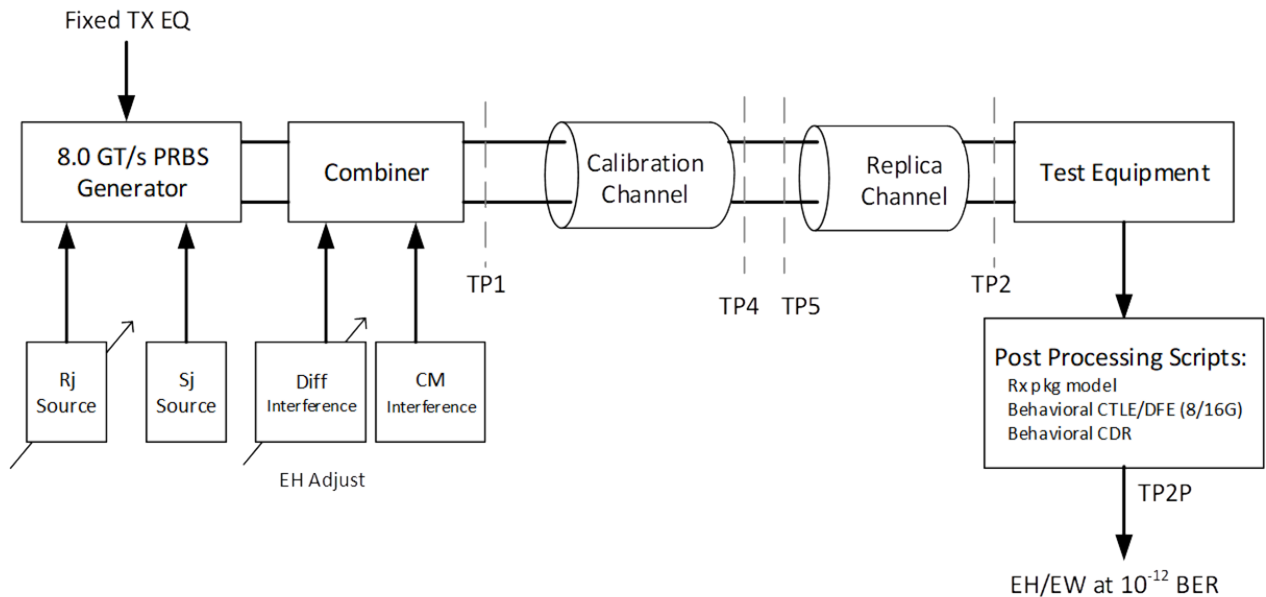 Fixed TX EQ
8.0 GT/s PRBS
Generator
Combiner
Calibration
Channel
Replica
Channel
Test Equipment
TP1
TP4
TP5
TP2
Rj
Source
Sj
Source
Diff
Interference
CM
Interference
EH Adjust
Post Processing Scripts:
Rx pkg model
Behavioral CTLE/DFE (8/16G)
Behavioral CDR
TP2P
EH/EW at 10⁻¹² BER